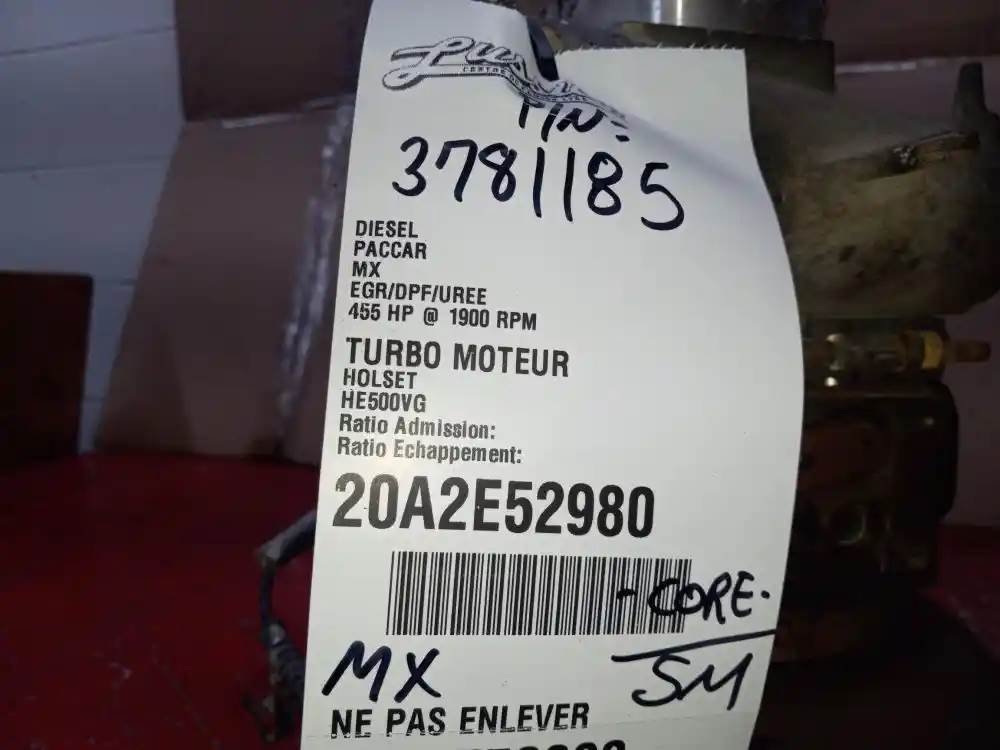 3781185
DIESEL
PACCAR
MX
EGR/DPF/UREE
455 HP @ 1900 RPM
TURBO MOTEUR
HOLSET
HE500VG
Ratio Admission:
Ratio Echappement:
20A2E52980
-CORE-
SM
MX
NE PAS ENLEVER